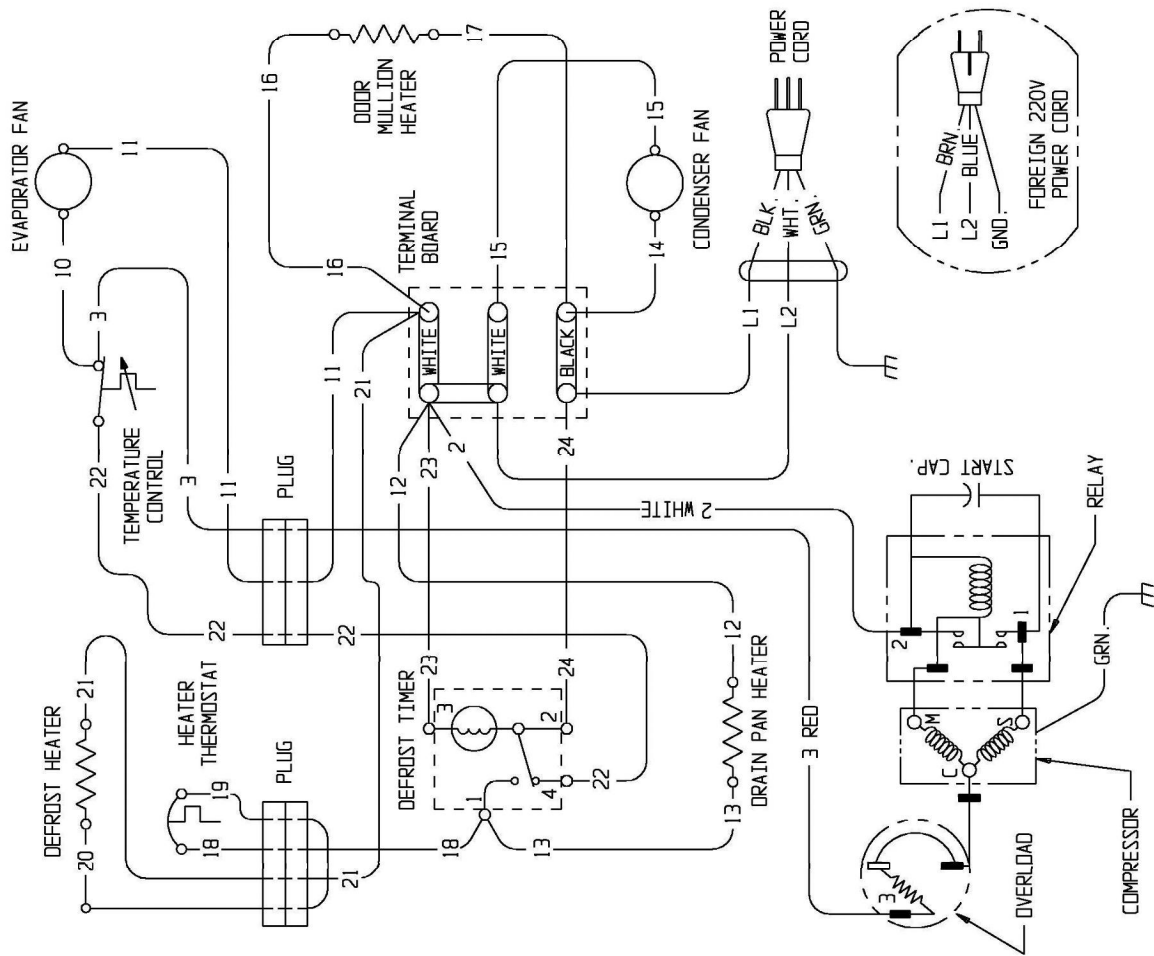 EVAPORATOR FAN
10
11
3
22
TEMPERATURE
CONTROL
3
11
PLUG
22
22
11
21
DEFROST HEATER
20
21
HEATER
THERMOSTAT
18
19
PLUG
21
18
16
16
17
DOOR
MULLION
HEATER
15
15
14
CONDENSER FAN
TERMINAL
BOARD
WHITE
WHITE
BLACK
12
23
2
24
L1
L2
BLK.
WHT.
GRN.
POWER
CORD
L1
L2
GND.
BRN.
BLUE
FOREIGN 220V
POWER CORD
DEFROST TIMER
23
3
2
24
1
4
22
13
13
12
DRAIN PAN HEATER
2 WHITE
3 RED
START CAP.
2
1
RELAY
GRN.
M
S
C
COMPRESSOR
3
OVERLOAD